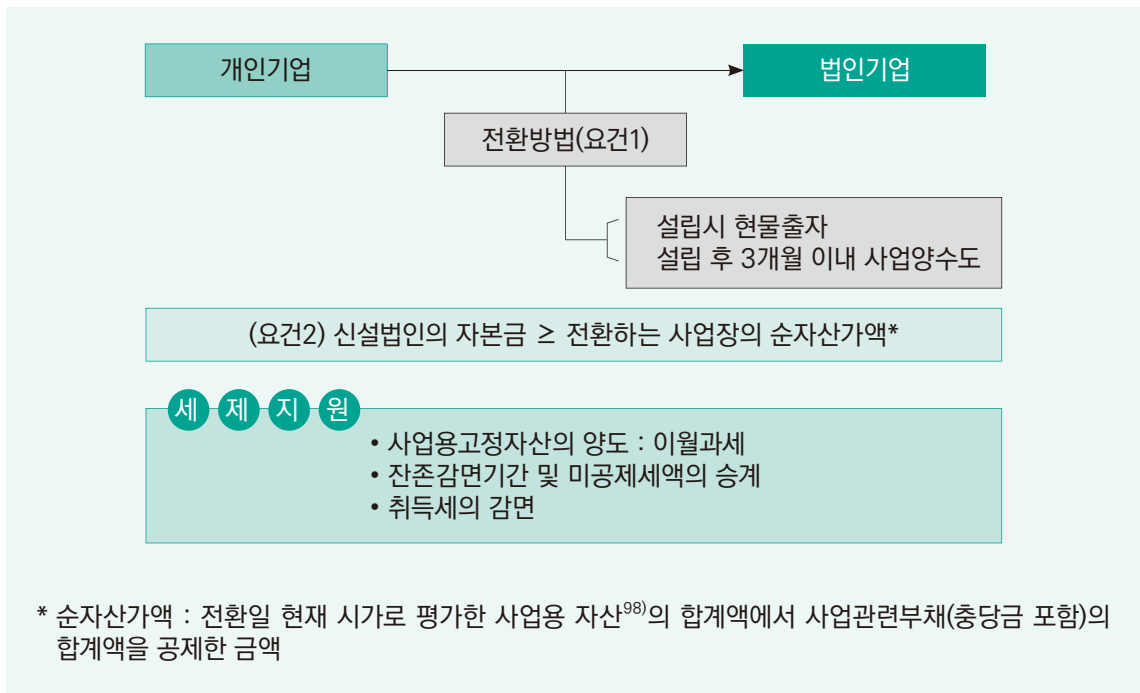 개인기업
법인기업
전환방법(요건1)
설립시 현물출자
설립 후 3개월 이내 사업양수도
(요건2) 신설법인의 자본금 ≥ 전환하는 사업장의 순자산가액*
세 제 지 원
• 사업용고정자산의 양도 : 이월과세
• 잔존감면기간 및 미공제세액의 승계
• 취득세의 감면
* 순자산가액 : 전환일 현재 시가로 평가한 사업용 자산98)의 합계액에서 사업관련부채(충당금 포함)의
합계액을 공제한 금액